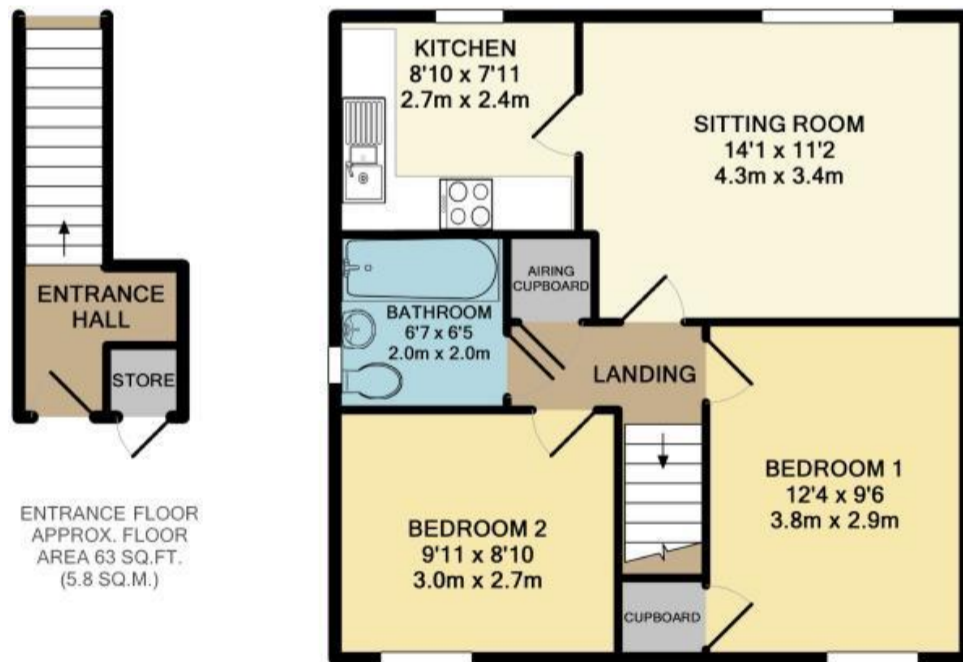 ENTRANCE
HALL
STORE
ENTRANCE FLOOR
APPROX. FLOOR
AREA 63 SQ.FT.
(5.8 SQ.M.)
KITCHEN
8'10 x 7'11
2.7m x 2.4m
SITTING ROOM
14'1 x 11'2
4.3m x 3.4m
AIRING
CUPBOARD
BATHROOM
6'7 x 6'5
2.0m x 2.0m
LANDING
BEDROOM 1
12'4 x 9'6
3.8m x 2.9m
BEDROOM 2
9'11 x 8'10
3.0m x 2.7m
CUPBOARD